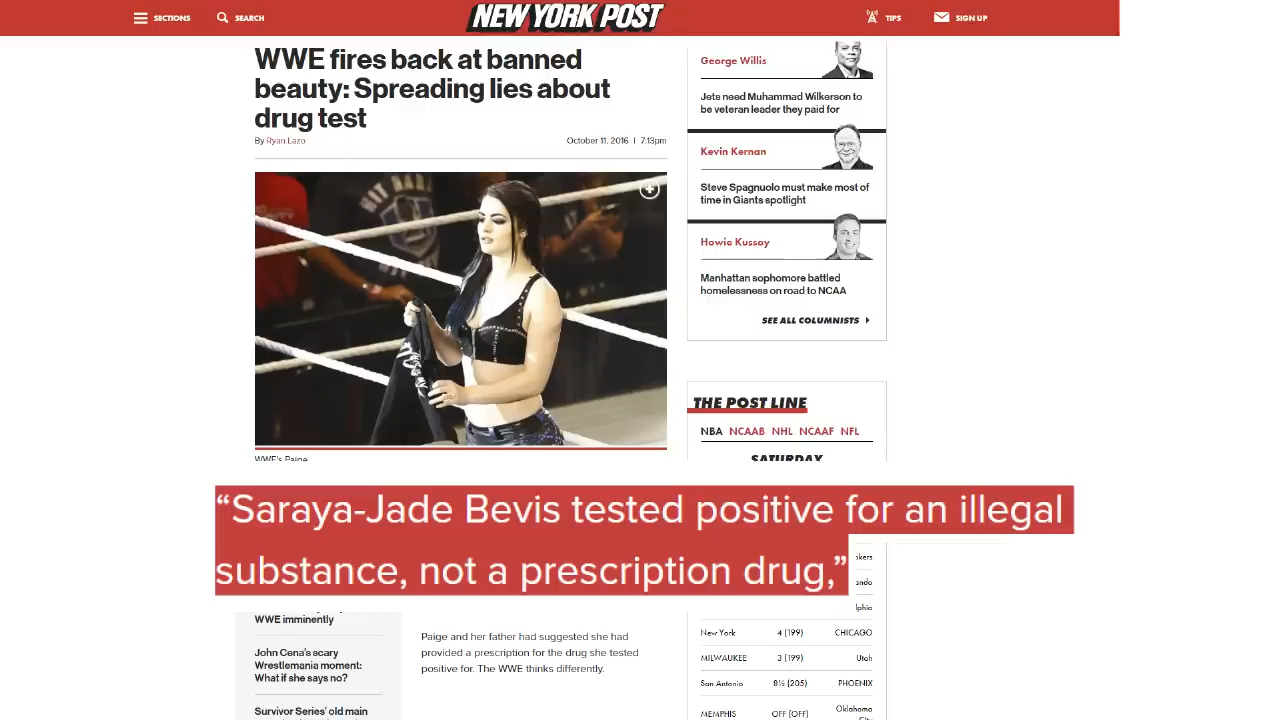 SECTIONS
SEARCH
NEW YORK POST
TIPS
SIGN UP
WWE fires back at banned
beauty: Spreading lies about
drug test
By Ryan Lazo
October 11, 2016 | 7:13pm
WWE's Paige
George Willis
Jets need Muhammad Wilkerson to
be veteran leader they paid for
Kevin Kernan
Steve Spagnuolo must make most of
time in Giants spotlight
Howie Kussoy
Manhattan sophomore battled
homelessness on road to NCAA
SEE ALL COLUMNISTS
THE POST LINE
NBA NCAAB NHL NCAAF NFL
SATURDAY
“Saraya-Jade Bevis tested positive for an illegal
substance, not a prescription drug,”
WWE imminently
John Cena's scary
Wrestlemania moment:
What if she says no?
Survivor Series' old main
Paige and her father had suggested she had
provided a prescription for the drug she tested
positive for. The WWE thinks differently.
kers
ando
lphia
New York 4 (199) CHICAGO
MILWAUKEE 3 (199) Utah
San Antonio 8½ (205) PHOENIX
MEMPHIS OFF (OFF) Oklahoma